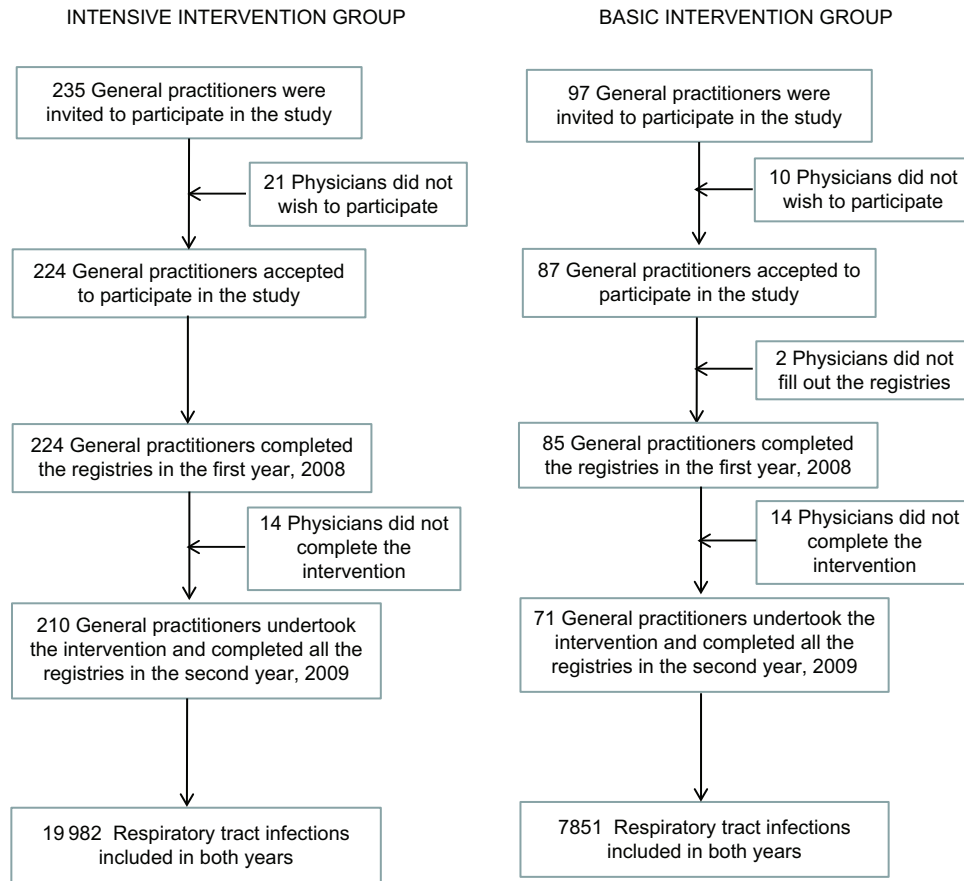 INTENSIVE INTERVENTION GROUP
235 General practitioners were
invited to participate in the study
21 Physicians did not
wish to participate
224 General practitioners accepted
to participate in the study
224 General practitioners completed
the registries in the first year, 2008
14 Physicians did not
complete the
intervention
210 General practitioners undertook
the intervention and completed all the
registries in the second year, 2009
19 982 Respiratory tract infections
included in both years
BASIC INTERVENTION GROUP
97 General practitioners were
invited to participate in the study
10 Physicians did not
wish to participate
87 General practitioners accepted to
participate in the study
2 Physicians did not
fill out the registries
85 General practitioners completed
the registries in the first year, 2008
14 Physicians did not
complete the
intervention
71 General practitioners undertook the
intervention and completed all the
registries in the second year, 2009
7851 Respiratory tract infections
included in both years